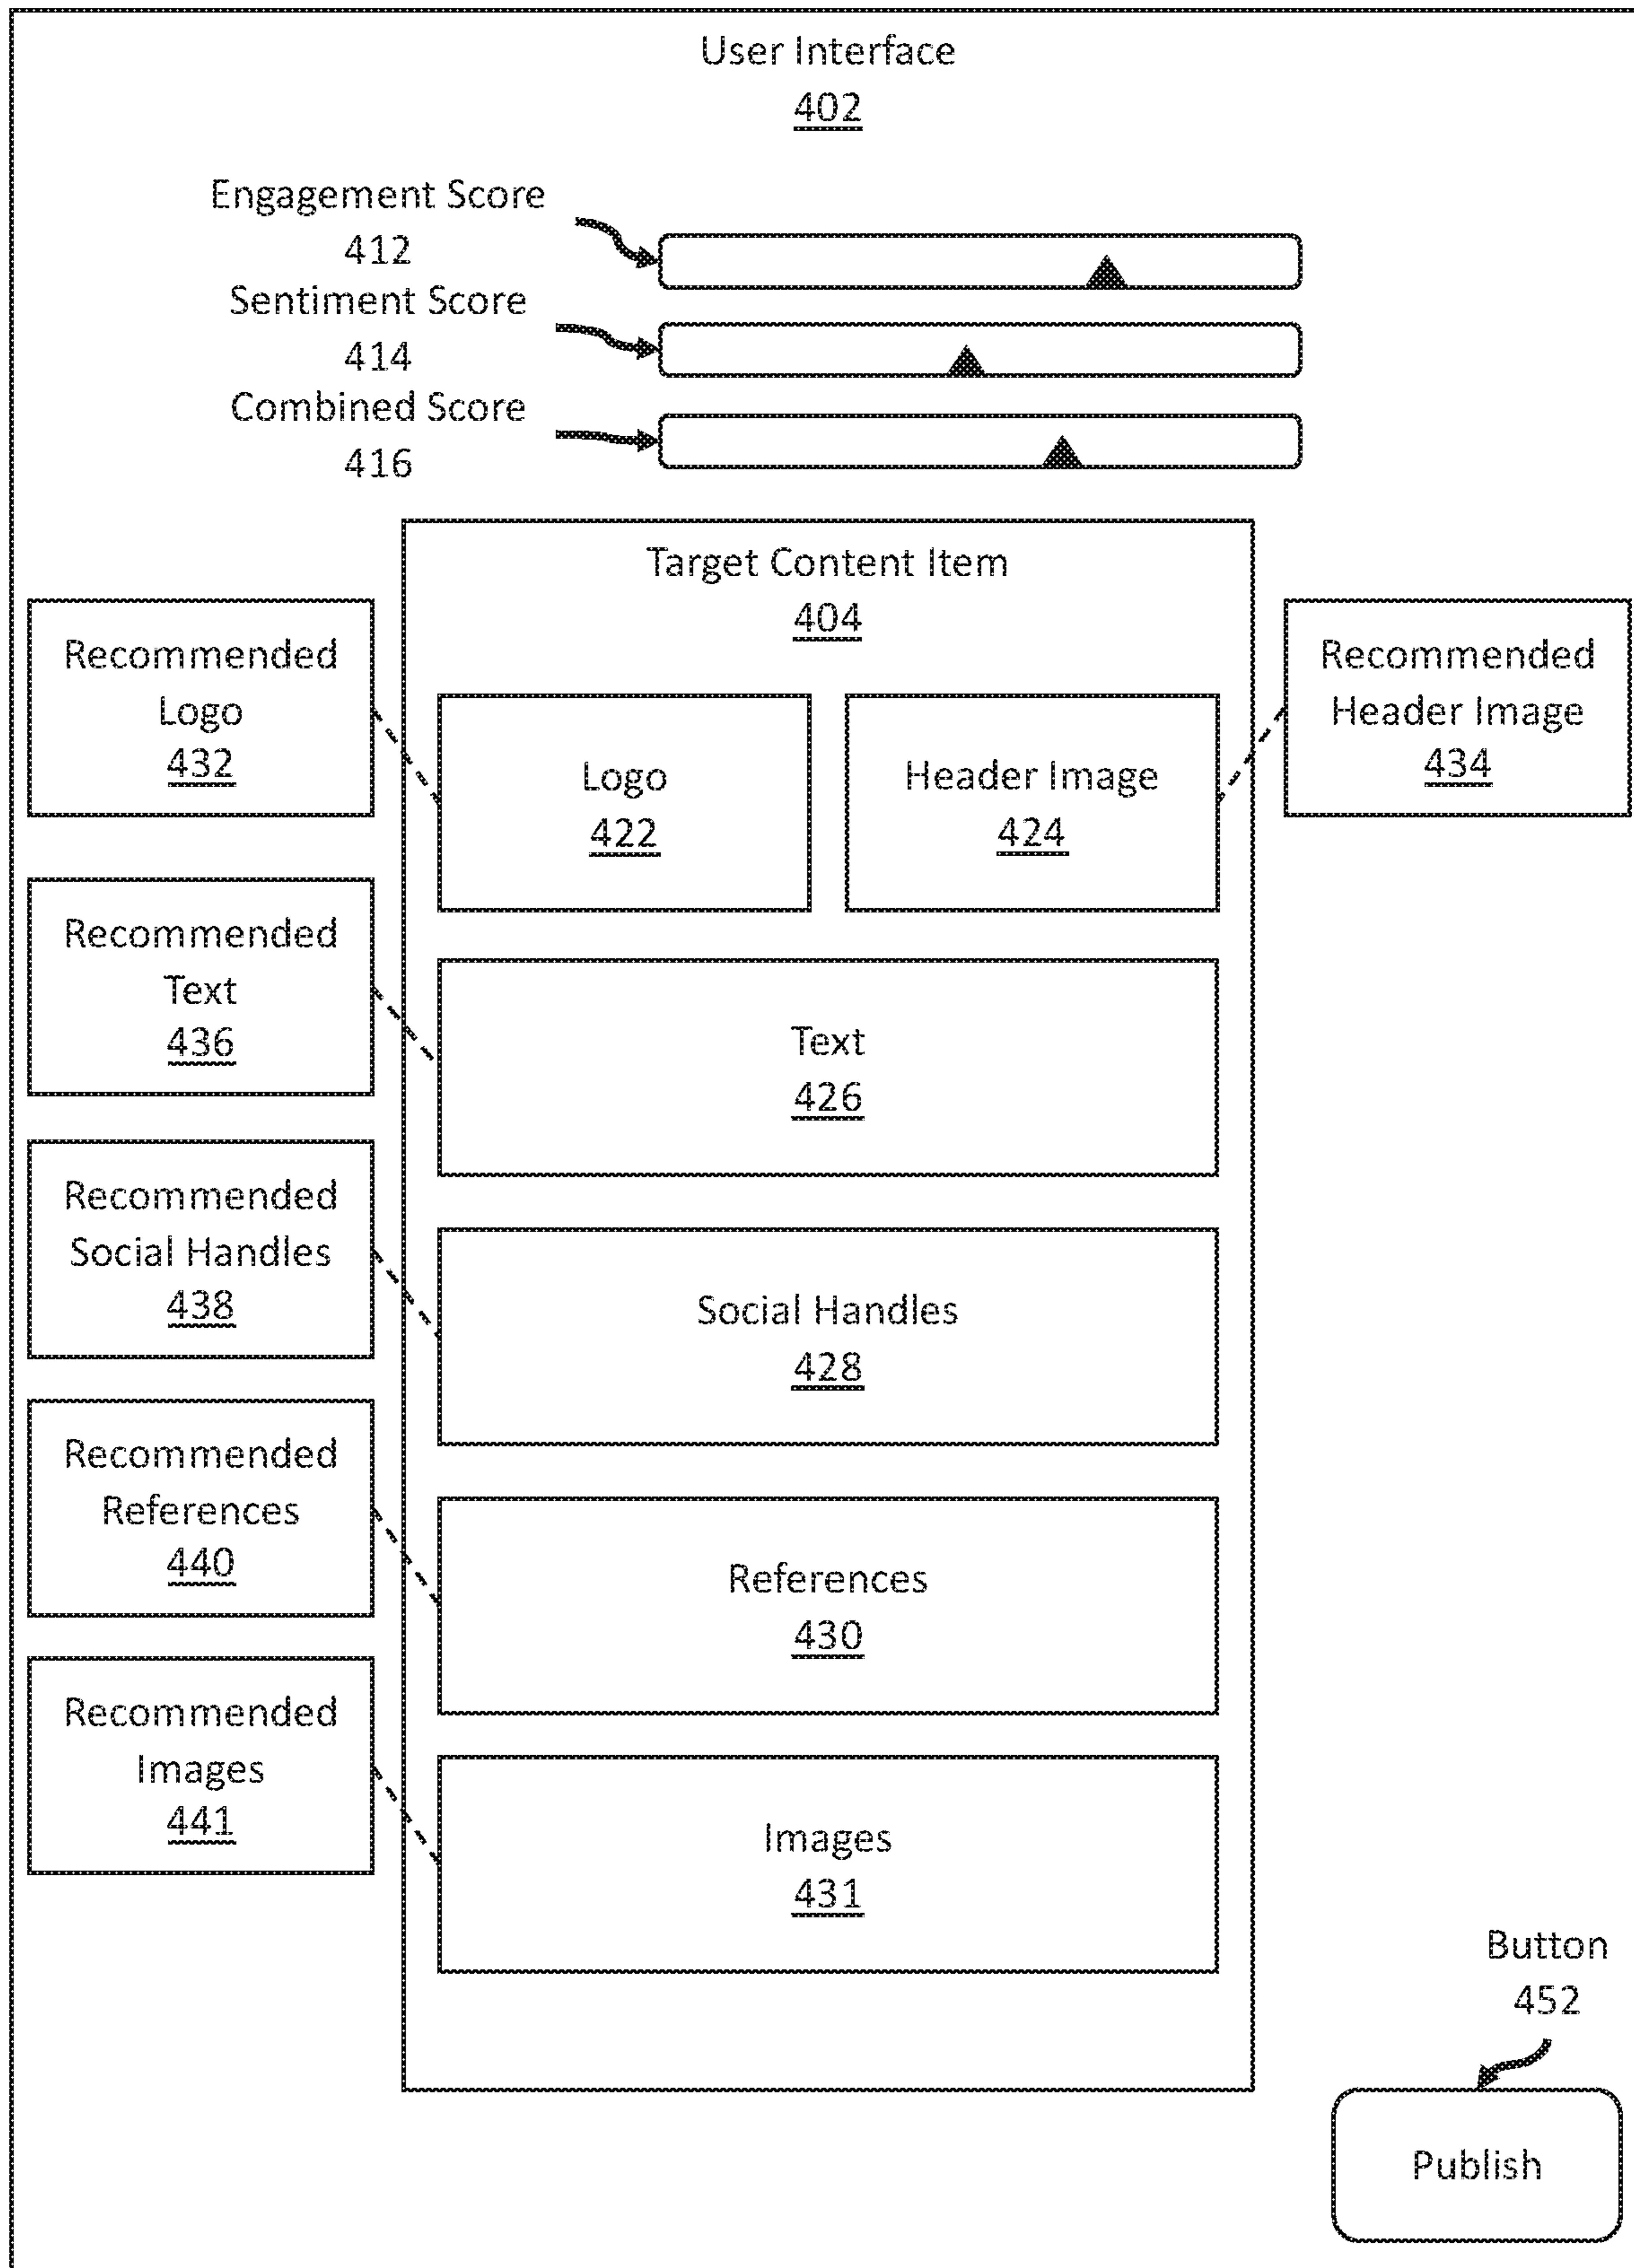 User Interface
402
Engagement Score
412
Sentiment Score
414
Combined Score
416
Target Content Item
404
Recommended
Logo
432
Logo
422
Header Image
424
Recommended
Header Image
434
Recommended
Text
436
Text
426
Recommended
Social Handles
438
Social Handles
428
Recommended
References
440
References
430
Recommended
Images
441
Images
431
Button
452
Publish